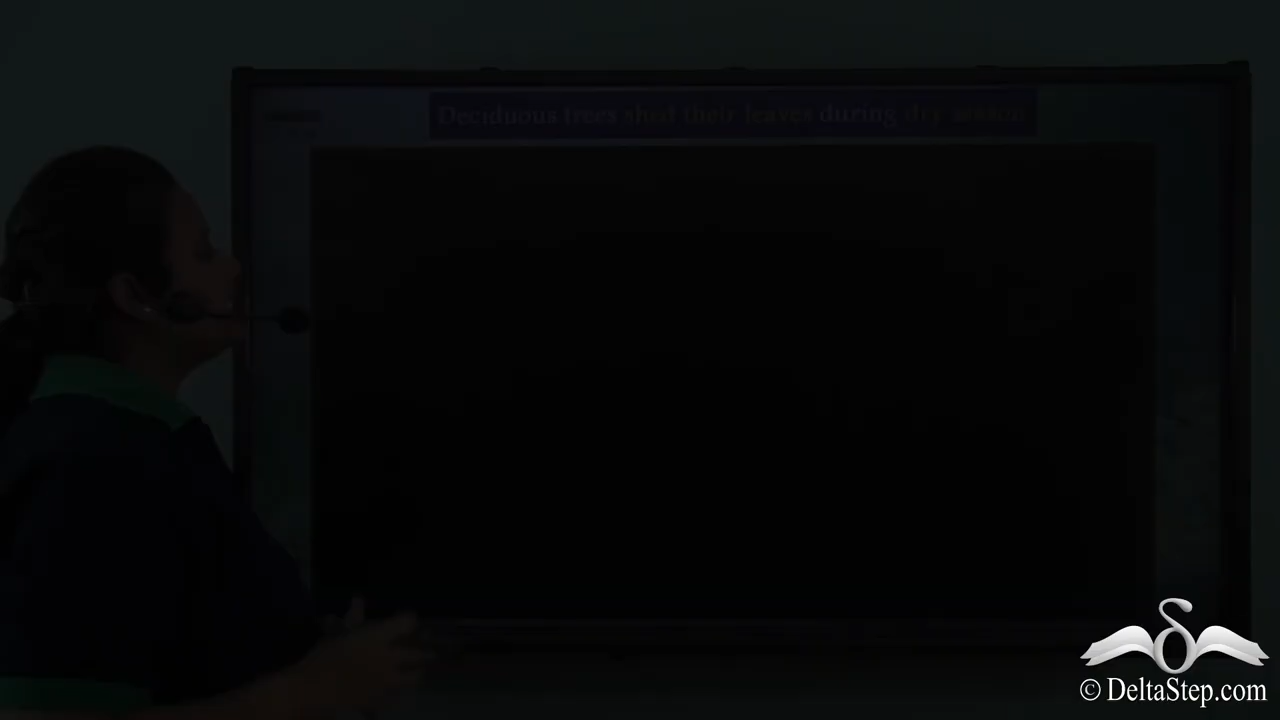 Deciduous trees shed their leaves during dry season
© DeltaStep.com